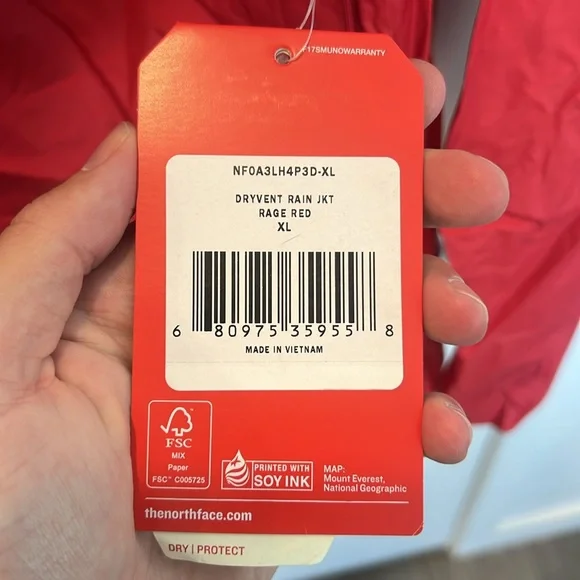 F17SMUNOWARRANTY
NF0A3LH4P3D-XL
DRYVENT RAIN JKT
RAGE RED
XL
6 80975 35955 8
MADE IN VIETNAM
FSC
MIX
Paper
FSC® C005725
PRINTED WITH
SOY INK
MAP:
Mount Everest,
National Geographic
thenorthface.com
DRY | PROTECT